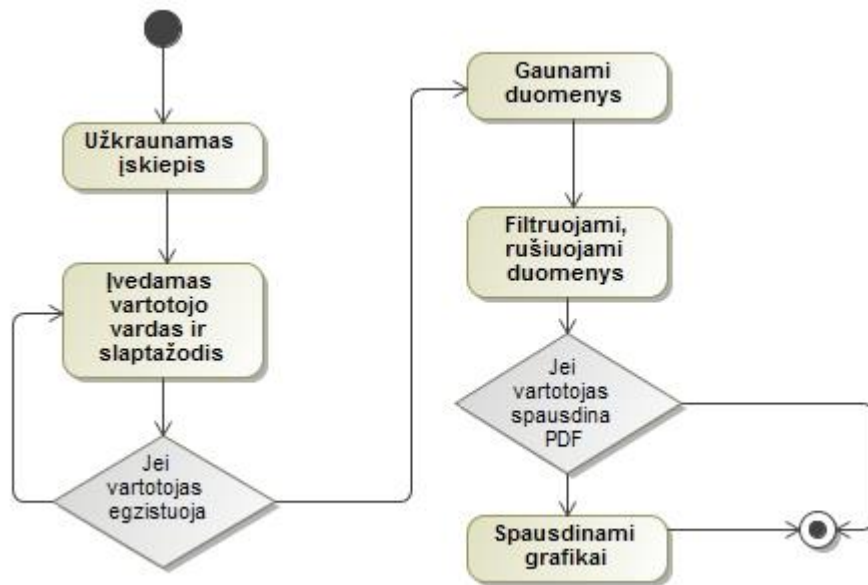 Užkraunamas
įskiepis
Įvedamas
vartotojo
vardas ir
slaptažodis
Jei
vartotojas
egzistuoja
Gaunami
duomenys
Filtruojami,
rušiuojami
duomenys
Jei
vartotojas
spausdina
PDF
Spausdinami
grafikai